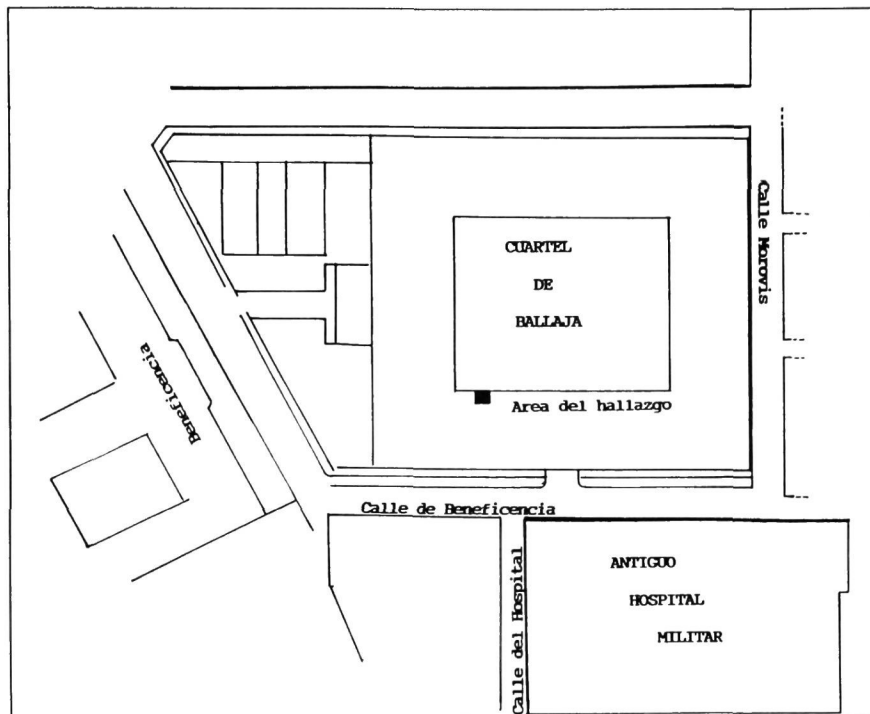 CUARTEL
DE
BALLAJA
Calle Morovis
Area del hallazgo
Beneficencia
Calle de Beneficencia
Calle del Hospital
ANTIGUO
HOSPITAL
MILITAR